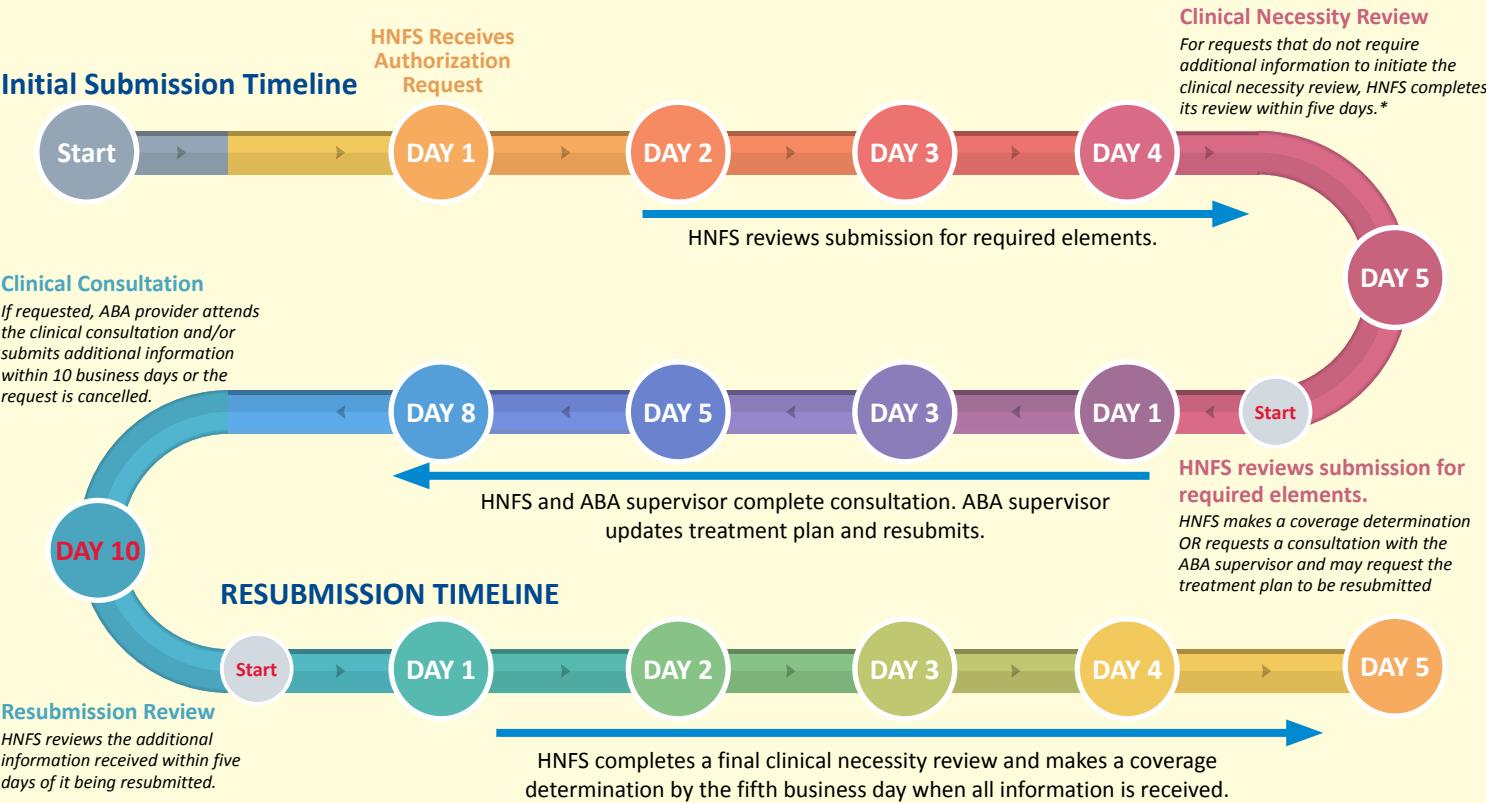 Initial Submission Timeline
HNFS Receives
Authorization
Request
Clinical Necessity Review
For requests that do not require
additional information to initiate the
clinical necessity review, HNFS completes
its review within five days.*
Start
DAY 1
DAY 2
DAY 3
DAY 4
HNFS reviews submission for required elements.
DAY 5
Start
HNFS reviews submission for
required elements.
HNFS makes a coverage determination
OR requests a consultation with the
ABA supervisor and may request the
treatment plan to be resubmitted
DAY 1
DAY 3
DAY 5
DAY 8
HNFS and ABA supervisor complete consultation. ABA supervisor
updates treatment plan and resubmits.
Clinical Consultation
If requested, ABA provider attends
the clinical consultation and/or
submits additional information
within 10 business days or the
request is cancelled.
DAY 10
RESUBMISSION TIMELINE
Start
DAY 1
DAY 2
DAY 3
DAY 4
DAY 5
Resubmission Review
HNFS reviews the additional
information received within five
days of it being resubmitted.
HNFS completes a final clinical necessity review and makes a coverage
determination by the fifth business day when all information is received.